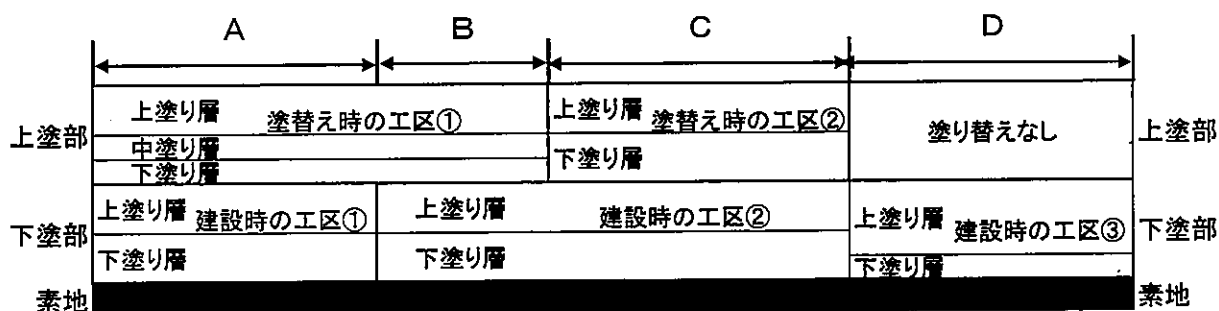 A B C D
上塗り層 塗替え時の工区① 上塗り層 塗替え時の工区②
上塗部 中塗り層 下塗り層 塗り替えなし 上塗部
下塗り層
上塗り層 建設時の工区① 上塗り層 建設時の工区② 上塗り層 建設時の工区③
下塗部 下塗部
下塗り層 下塗り層 下塗り層
素地 素地